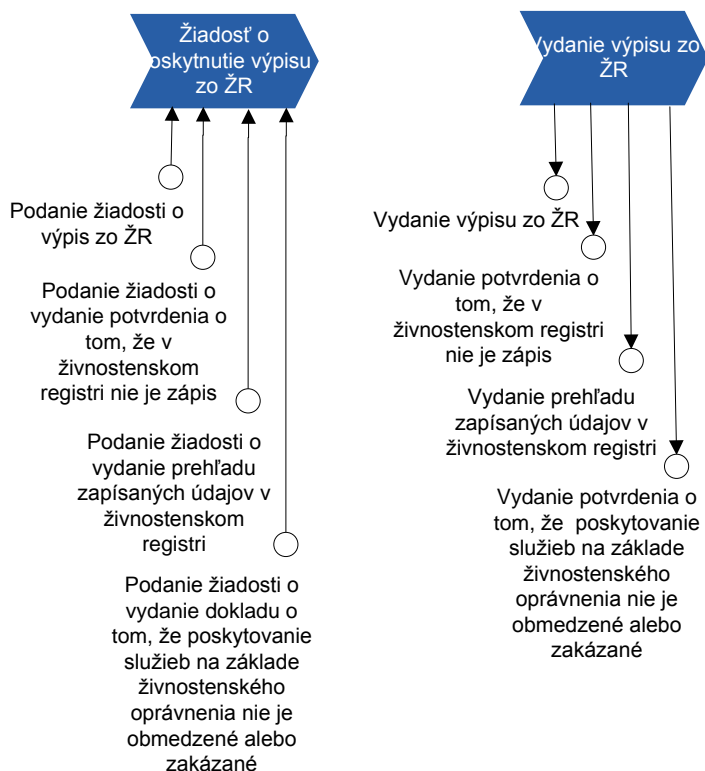 Žiadosť o
oskytnutie výpisu
zo ŽR
Podanie žiadosti o
výpis zo ŽR
Podanie žiadosti o
vydanie potvrdenia o
tom, že v
živnostenskom
registri nie je zápis
Podanie žiadosti o
vydanie prehľadu
zapísaných údajov v
živnostenskom
registri
Podanie žiadosti o
vydanie dokladu o
tom, že poskytovanie
služieb na základe
živnostenského
oprávnenia nie je
obmedzené alebo
zakázané
Vydanie výpisu zo
ŽR
Vydanie výpisu zo ŽR
Vydanie potvrdenia o
tom, že v
živnostenskom registri
nie je zápis
Vydanie prehľadu
zapísaných údajov v
živnostenskom registri
Vydanie potvrdenia o
tom, že  poskytovanie
služieb na základe
živnostenského
oprávnenia nie je
obmedzené alebo
zakázané